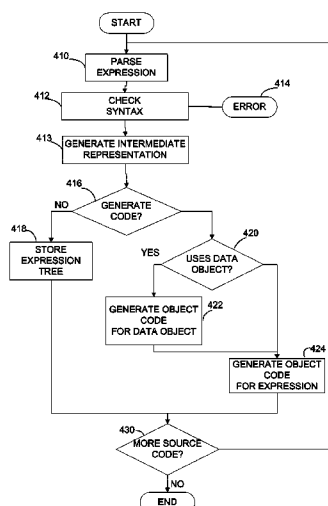 START
410
PARSE
EXPRESSION
412
CHECK
SYNTAX
414
ERROR
413
GENERATE INTERMEDIATE
REPRESENTATION
416
GENERATE
CODE?
NO
418
STORE
EXPRESSION
TREE
420
USES DATA
OBJECT?
YES
GENERATE OBJECT
CODE
FOR DATA OBJECT
422
424
GENERATE OBJECT
CODE
FOR EXPRESSION
430
MORE SOURCE
CODE?
NO
END